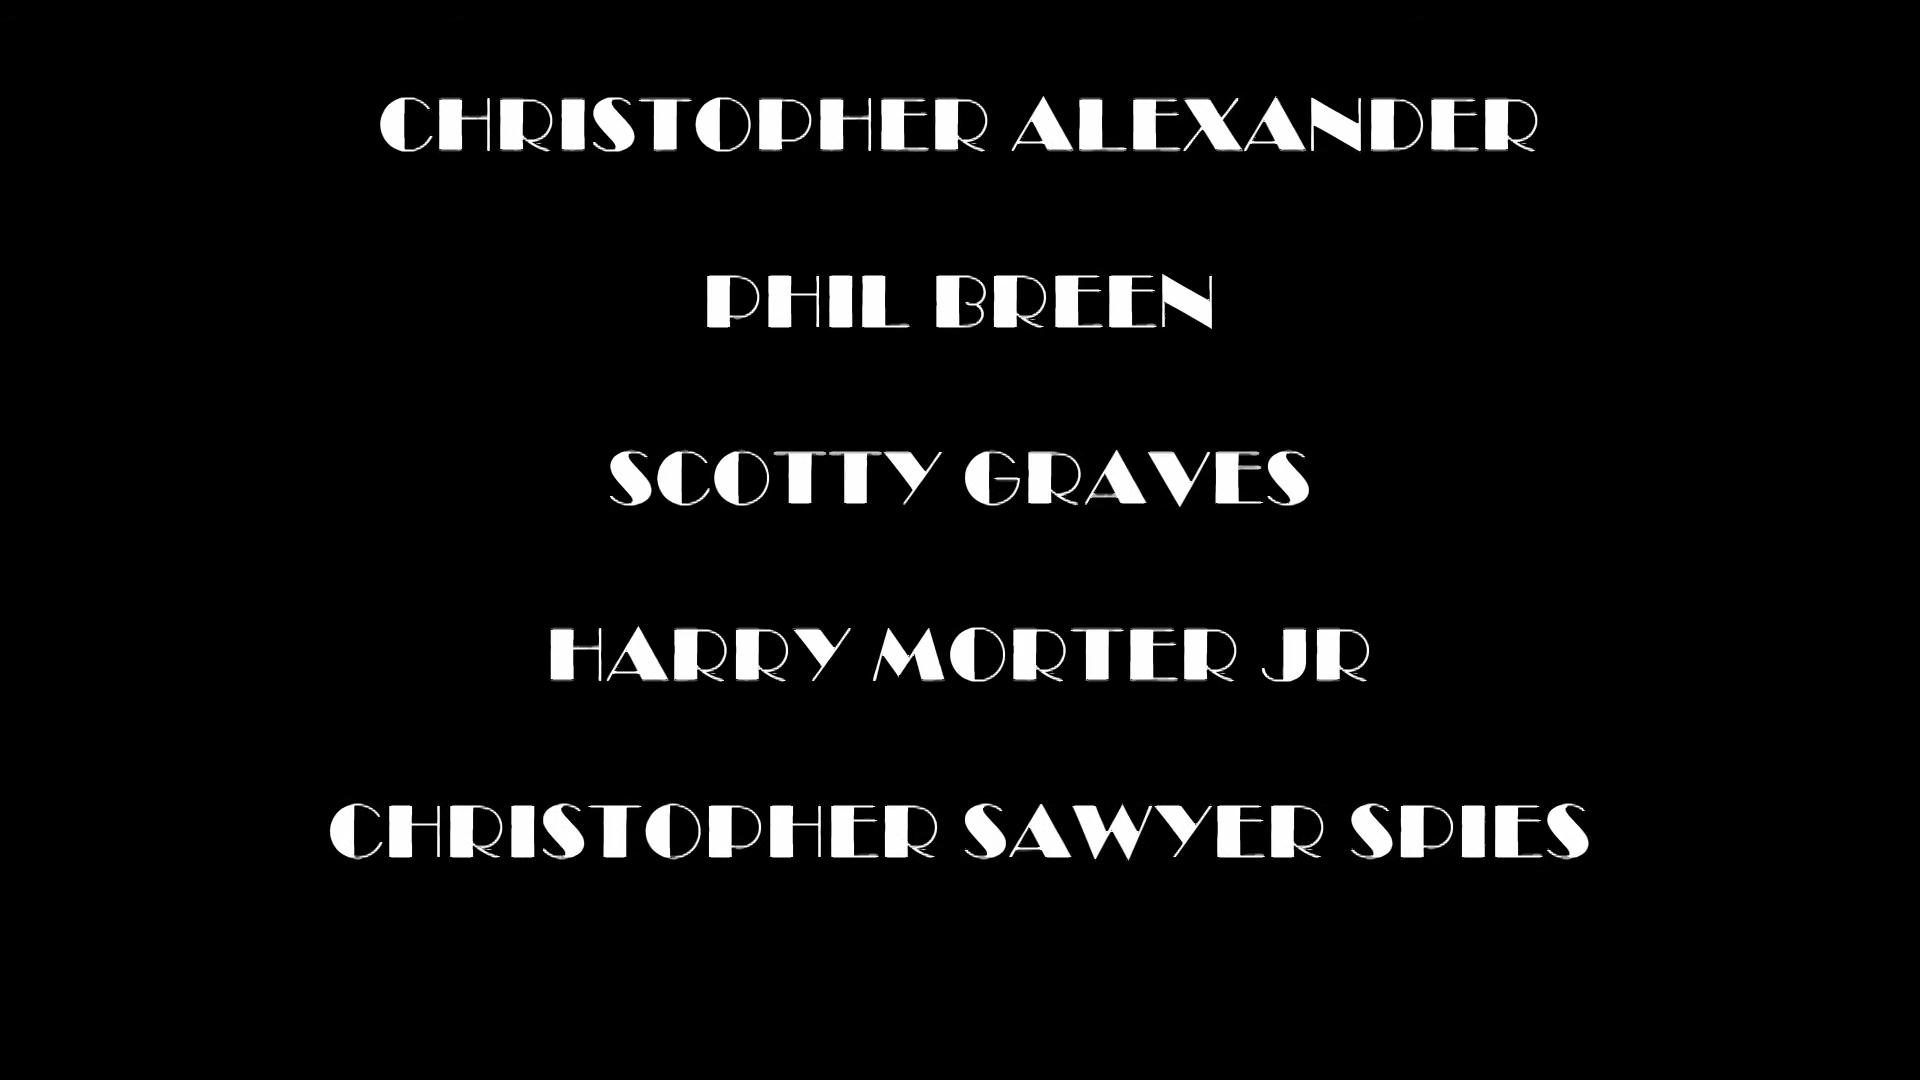 CHRISTOPHER ALEXANDER
PHIL BREEN
SCOTTY GRAVES
HARRY MORTER JR
CHRISTOPHER SAWYER SPIES